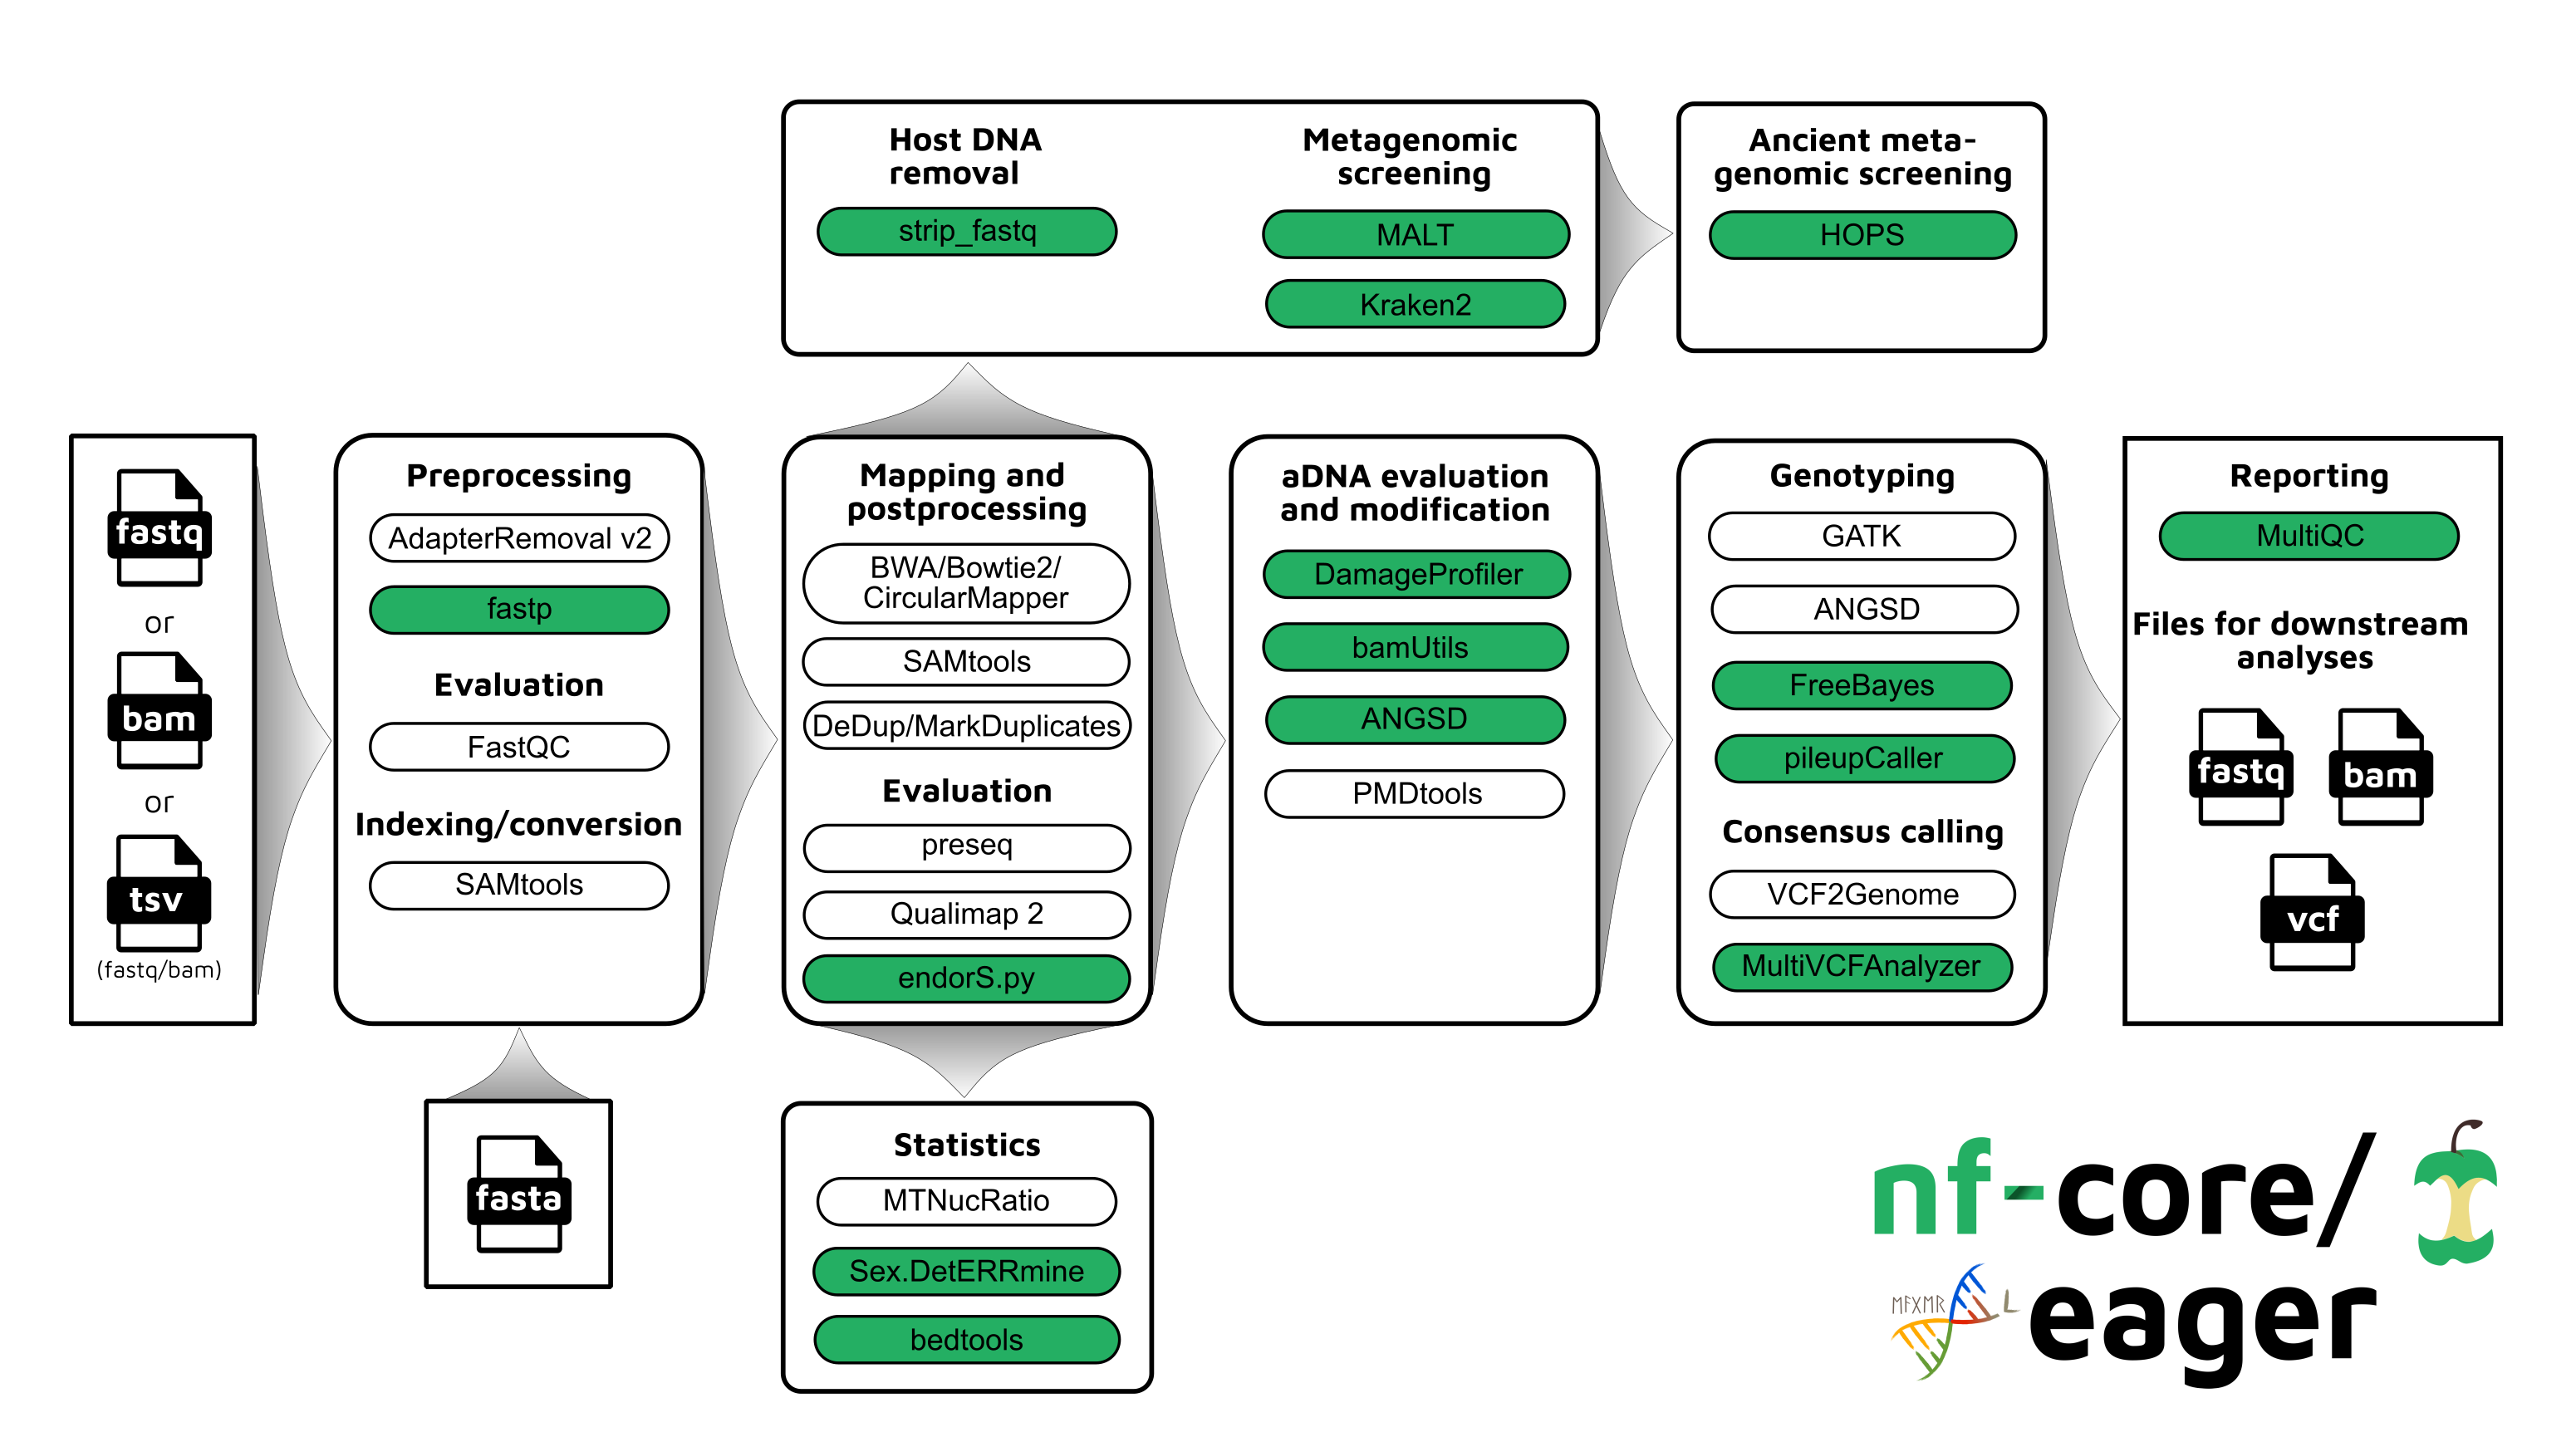 Host DNA
removal
strip_fastq
Metagenomic
screening
MALT
Kraken2
Ancient meta-
genomic screening
HOPS
fastq
or
bam
or
tsv
(fastq/bam)
Preprocessing
AdapterRemoval v2
fastp
Evaluation
FastQC
Indexing/conversion
SAMtools
fasta
Mapping and
postprocessing
BWA/Bowtie2/
CircularMapper
SAMtools
DeDup/MarkDuplicates
Evaluation
preseq
Qualimap 2
endorS.py
Statistics
MTNucRatio
Sex.DetERRmine
bedtools
aDNA evaluation
and modification
DamageProfiler
bamUtils
ANGSD
PMDtools
Genotyping
GATK
ANGSD
FreeBayes
pileupCaller
Consensus calling
VCF2Genome
MultiVCFAnalyzer
Reporting
MultiQC
Files for downstream
analyses
fastq
bam
vcf
nf-core/
eager